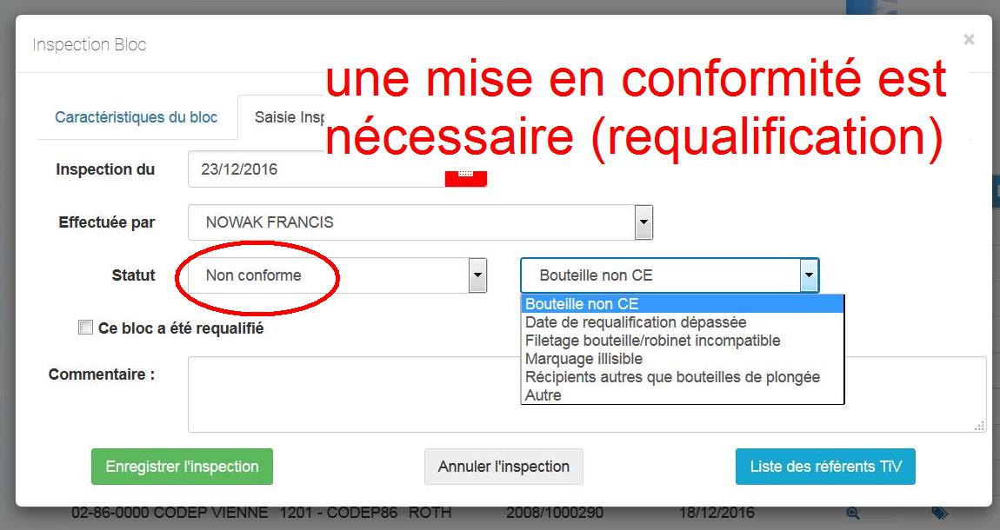 Inspection Bloc
×
une mise en conformité est
nécessaire (requalification)
Caractéristiques du bloc
Saisie Insp
Inspection du
23/12/2016
Effectuée par
NOWAK FRANCIS
Statut
Non conforme
Bouteille non CE
Bouteille non CE
Date de requalification dépassée
Filetage bouteille/robinet incompatible
Marquage illisible
Récipients autres que bouteilles de plongée
Autre
Ce bloc a été requalifié
Commentaire :
Enregistrer l'inspection
Annuler l'inspection
Liste des référents TIV
02-86-0000 CODEP VIENNE 1201 - CODEP86 ROTH 2008/1000290 18/12/2016